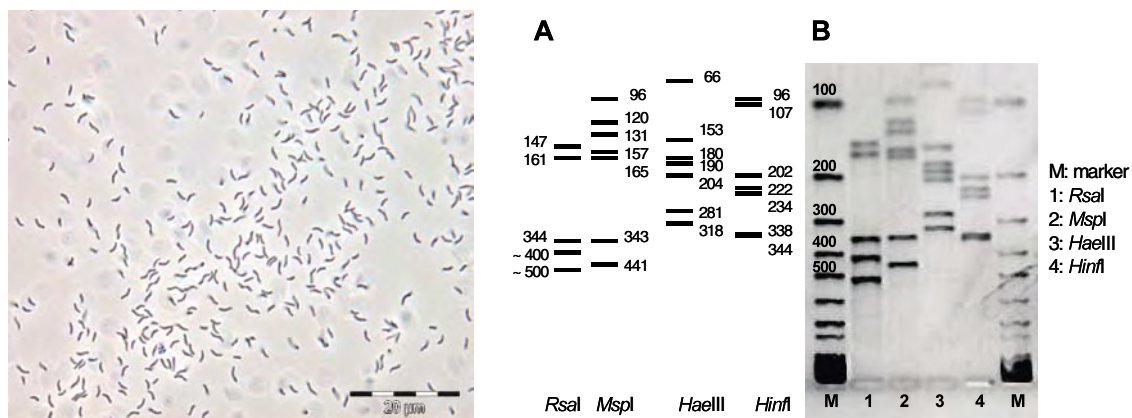 20 µm
A
66
96
120
131
157
165
147
161
344
~ 400
~ 500
343
441
153
180
190
204
281
318
96
107
202
222
234
338
344
RsaI
MspI
HaeIII
HinfI
B
100
200
300
400
500
M
1
2
3
4
M
M: marker
1: RsaI
2: MspI
3: HaeIII
4: HinfI